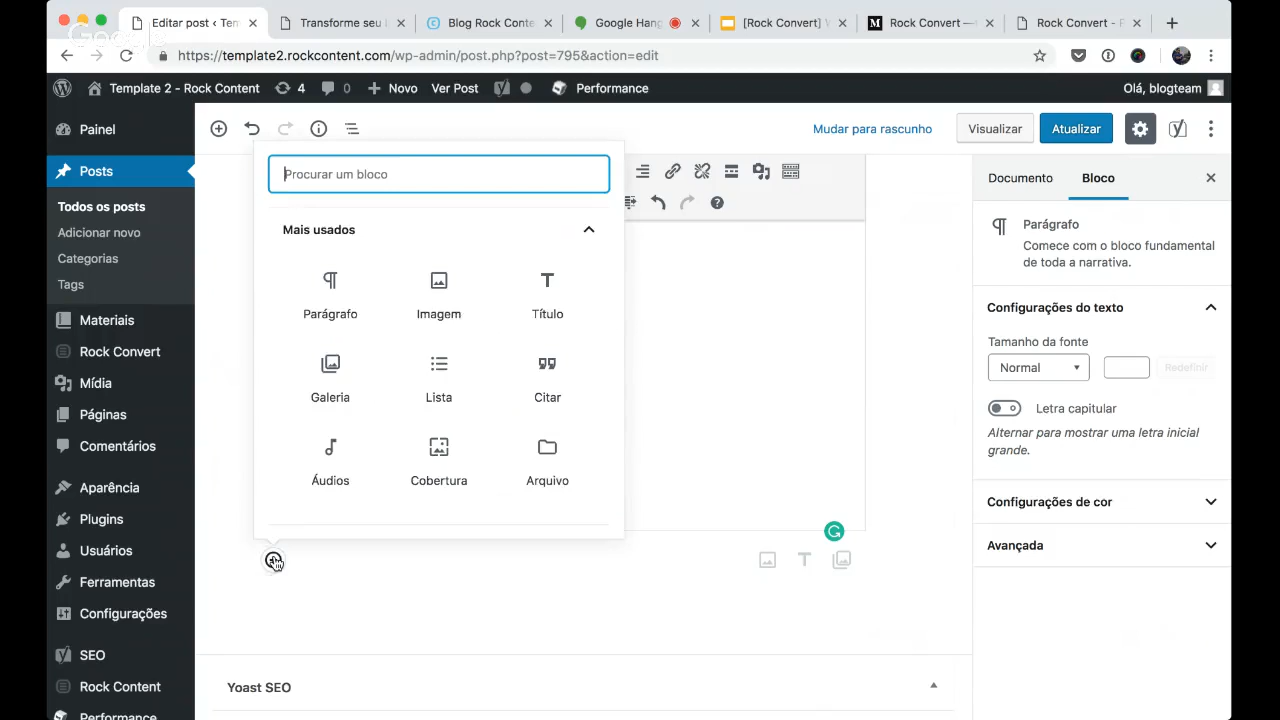 Editar post ‹ Tem
Transforme seu l
Blog Rock Conte
Google Hang
[Rock Convert] W
Rock Convert —
Rock Convert - F
https://template2.rockcontent.com/wp-admin/post.php?post=795&action=edit
Template 2 - Rock Content
4
0
Novo
Ver Post
Performance
Olá, blogteam
Painel
Posts
Todos os posts
Adicionar novo
Categorias
Tags
Materiais
Rock Convert
Mídia
Páginas
Comentários
Aparência
Plugins
Usuários
Ferramentas
Configurações
SEO
Rock Content
Performance
Mudar para rascunho
Visualizar
Atualizar
Procurar um bloco
Mais usados
Parágrafo
Imagem
Título
Galeria
Lista
Citar
Áudios
Cobertura
Arquivo
Yoast SEO
Documento
Bloco
Parágrafo
Comece com o bloco fundamental
de toda a narrativa.
Configurações do texto
Tamanho da fonte
Normal
Redefinir
Letra capitular
Alternar para mostrar uma letra inicial
grande.
Configurações de cor
Avançada